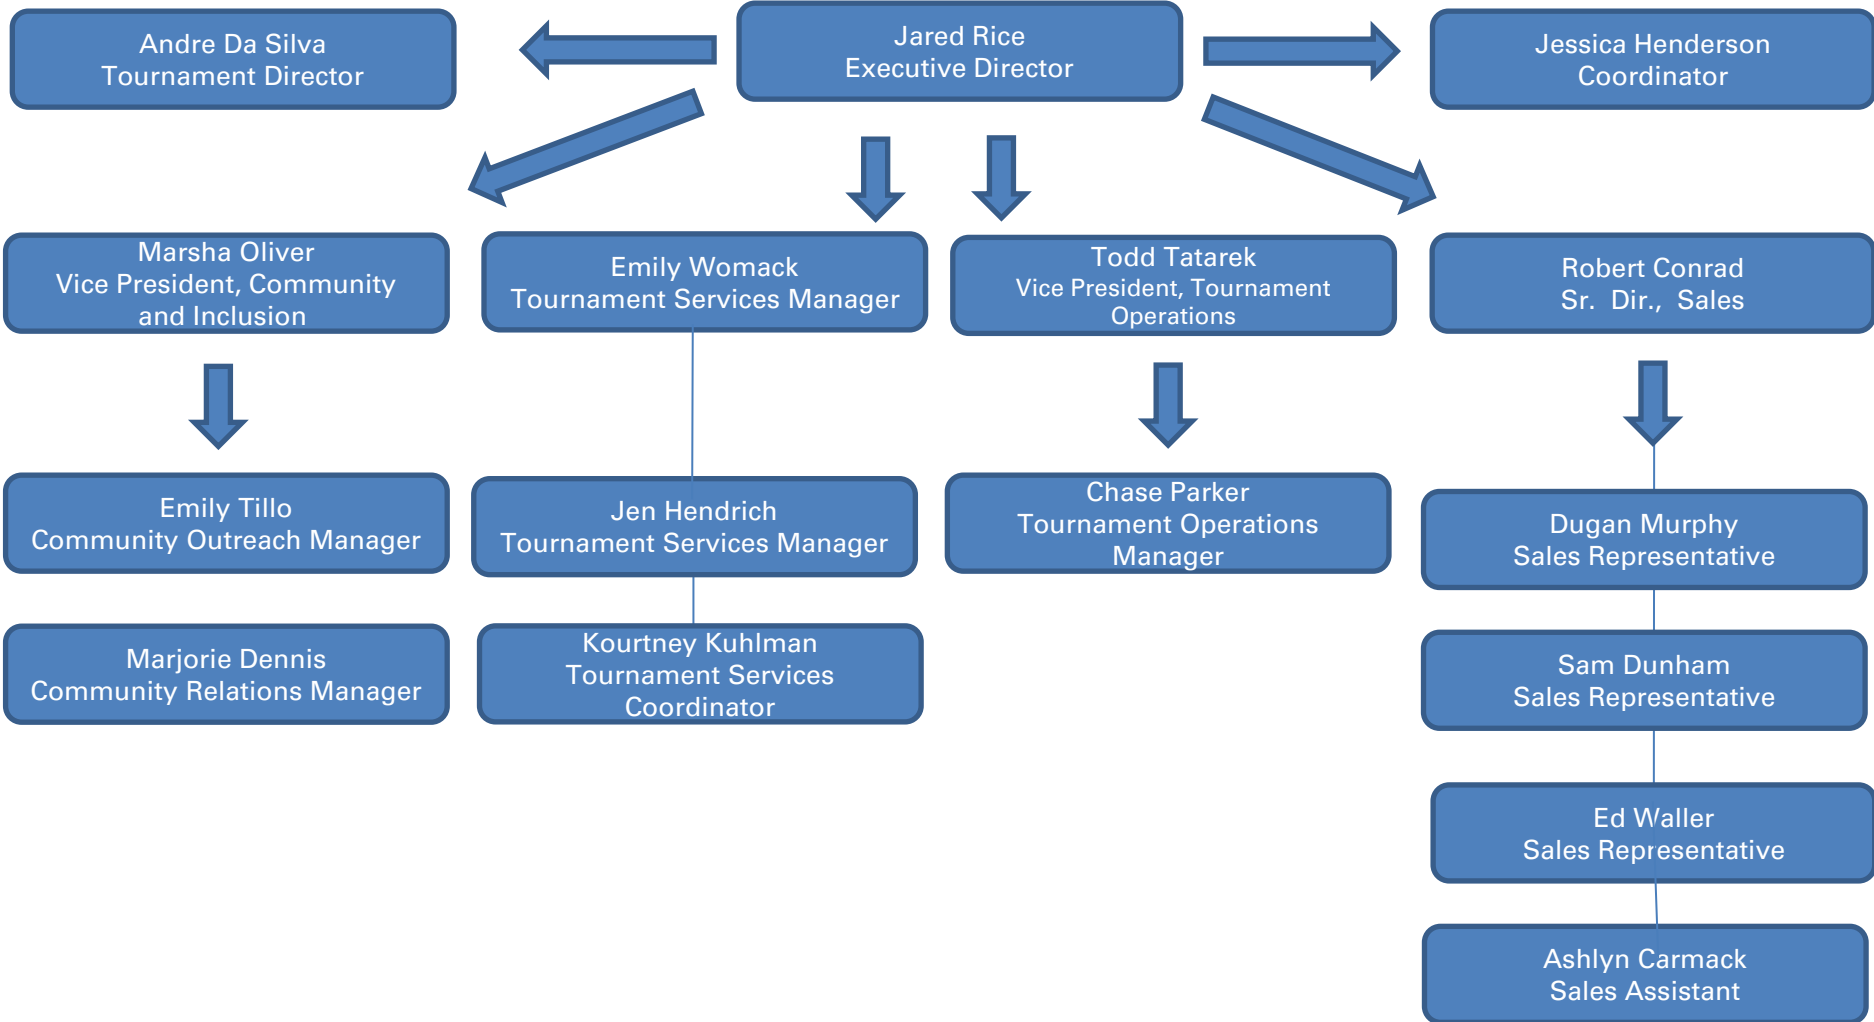 Andre Da Silva
Tournament Director
Jared Rice
Executive Director
Jessica Henderson
Coordinator
Marsha Oliver
Vice President, Community
and Inclusion
Emily Womack
Tournament Services Manager
Todd Tatarek
Vice President, Tournament
Operations
Robert Conrad
Sr. Dir., Sales
Emily Tillo
Community Outreach Manager
Jen Hendrich
Tournament Services Manager
Chase Parker
Tournament Operations
Manager
Dugan Murphy
Sales Representative
Marjorie Dennis
Community Relations Manager
Kourtney Kuhlman
Tournament Services
Coordinator
Sam Dunham
Sales Representative
Ed Waller
Sales Representative
Ashlyn Carmack
Sales Assistant